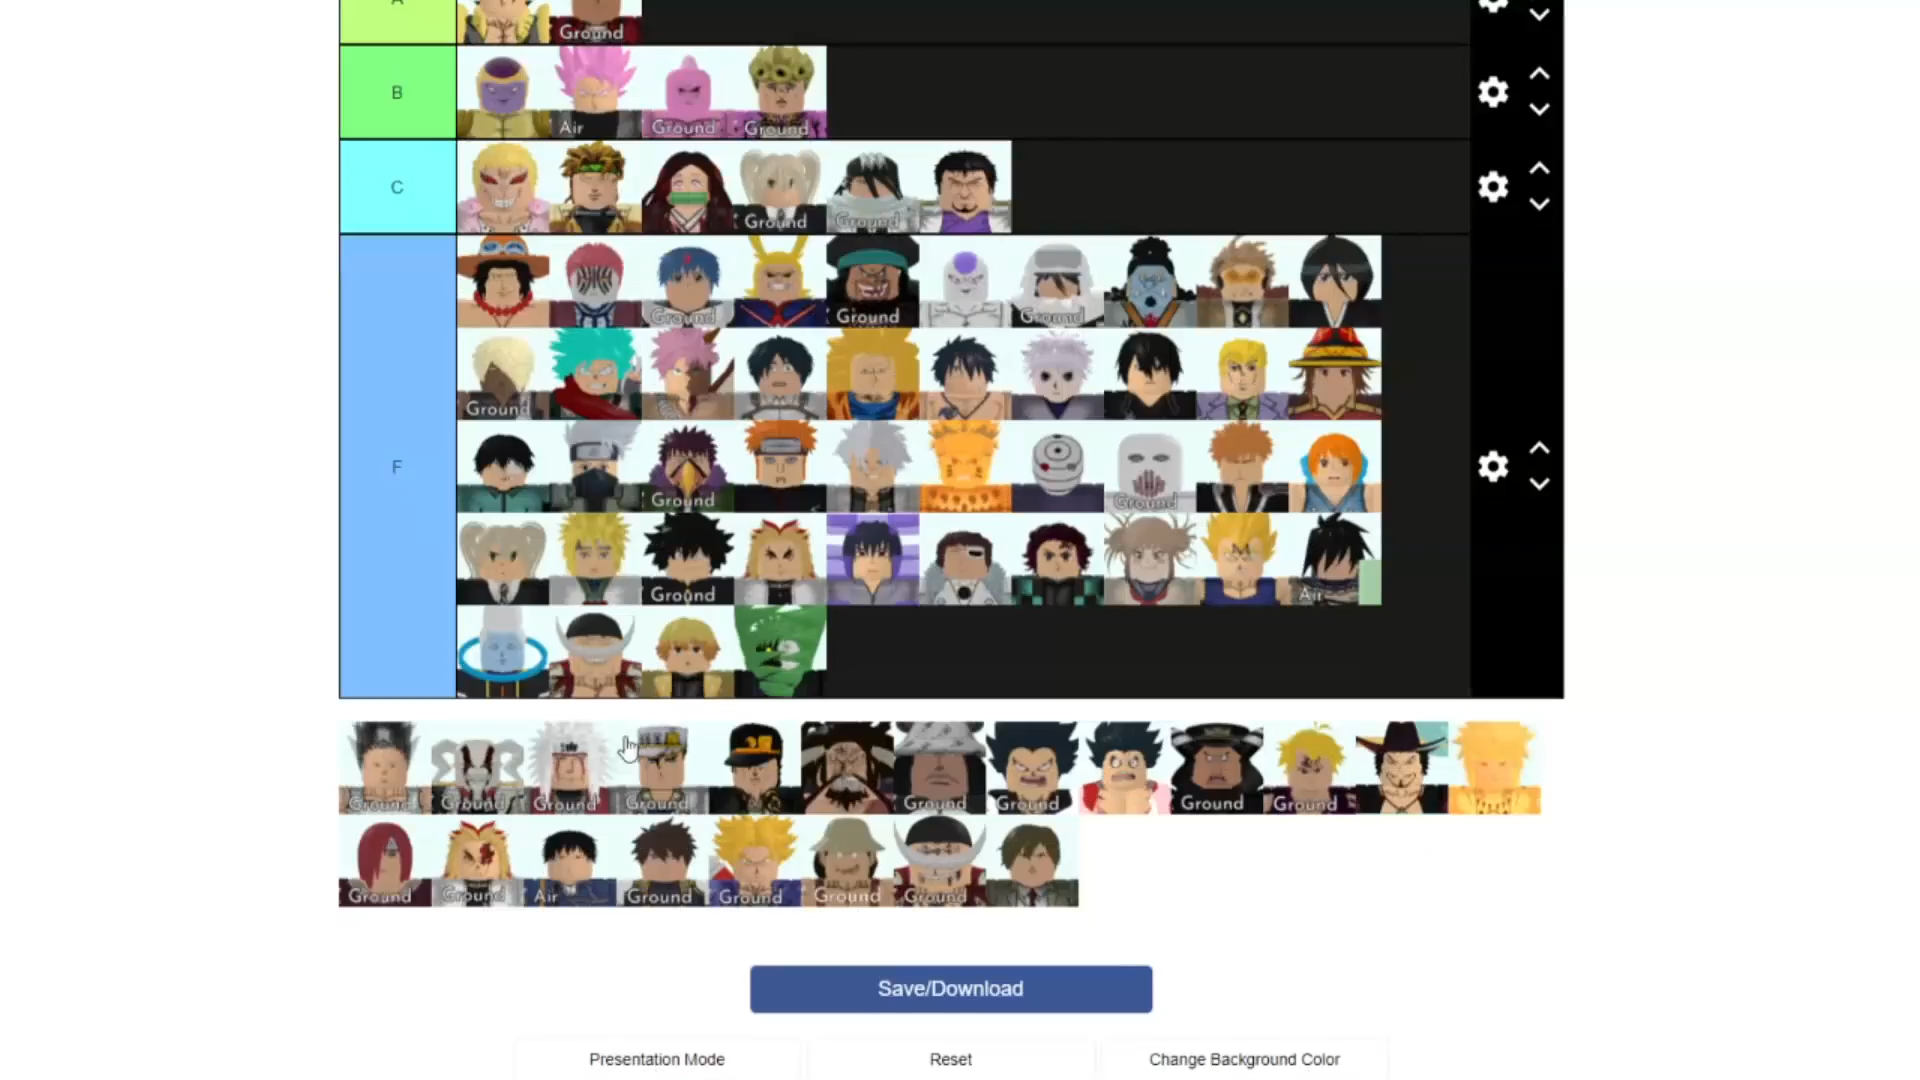 A
Ground
B
Air Ground Ground
C
Ground Ground
F
Ground Ground Ground
Ground
Ground Ground
Ground Air
Ground Ground Ground Ground Ground Ground Ground Ground
Ground Ground Air Ground Ground Ground Ground
Save/Download
Presentation Mode Reset Change Background Color